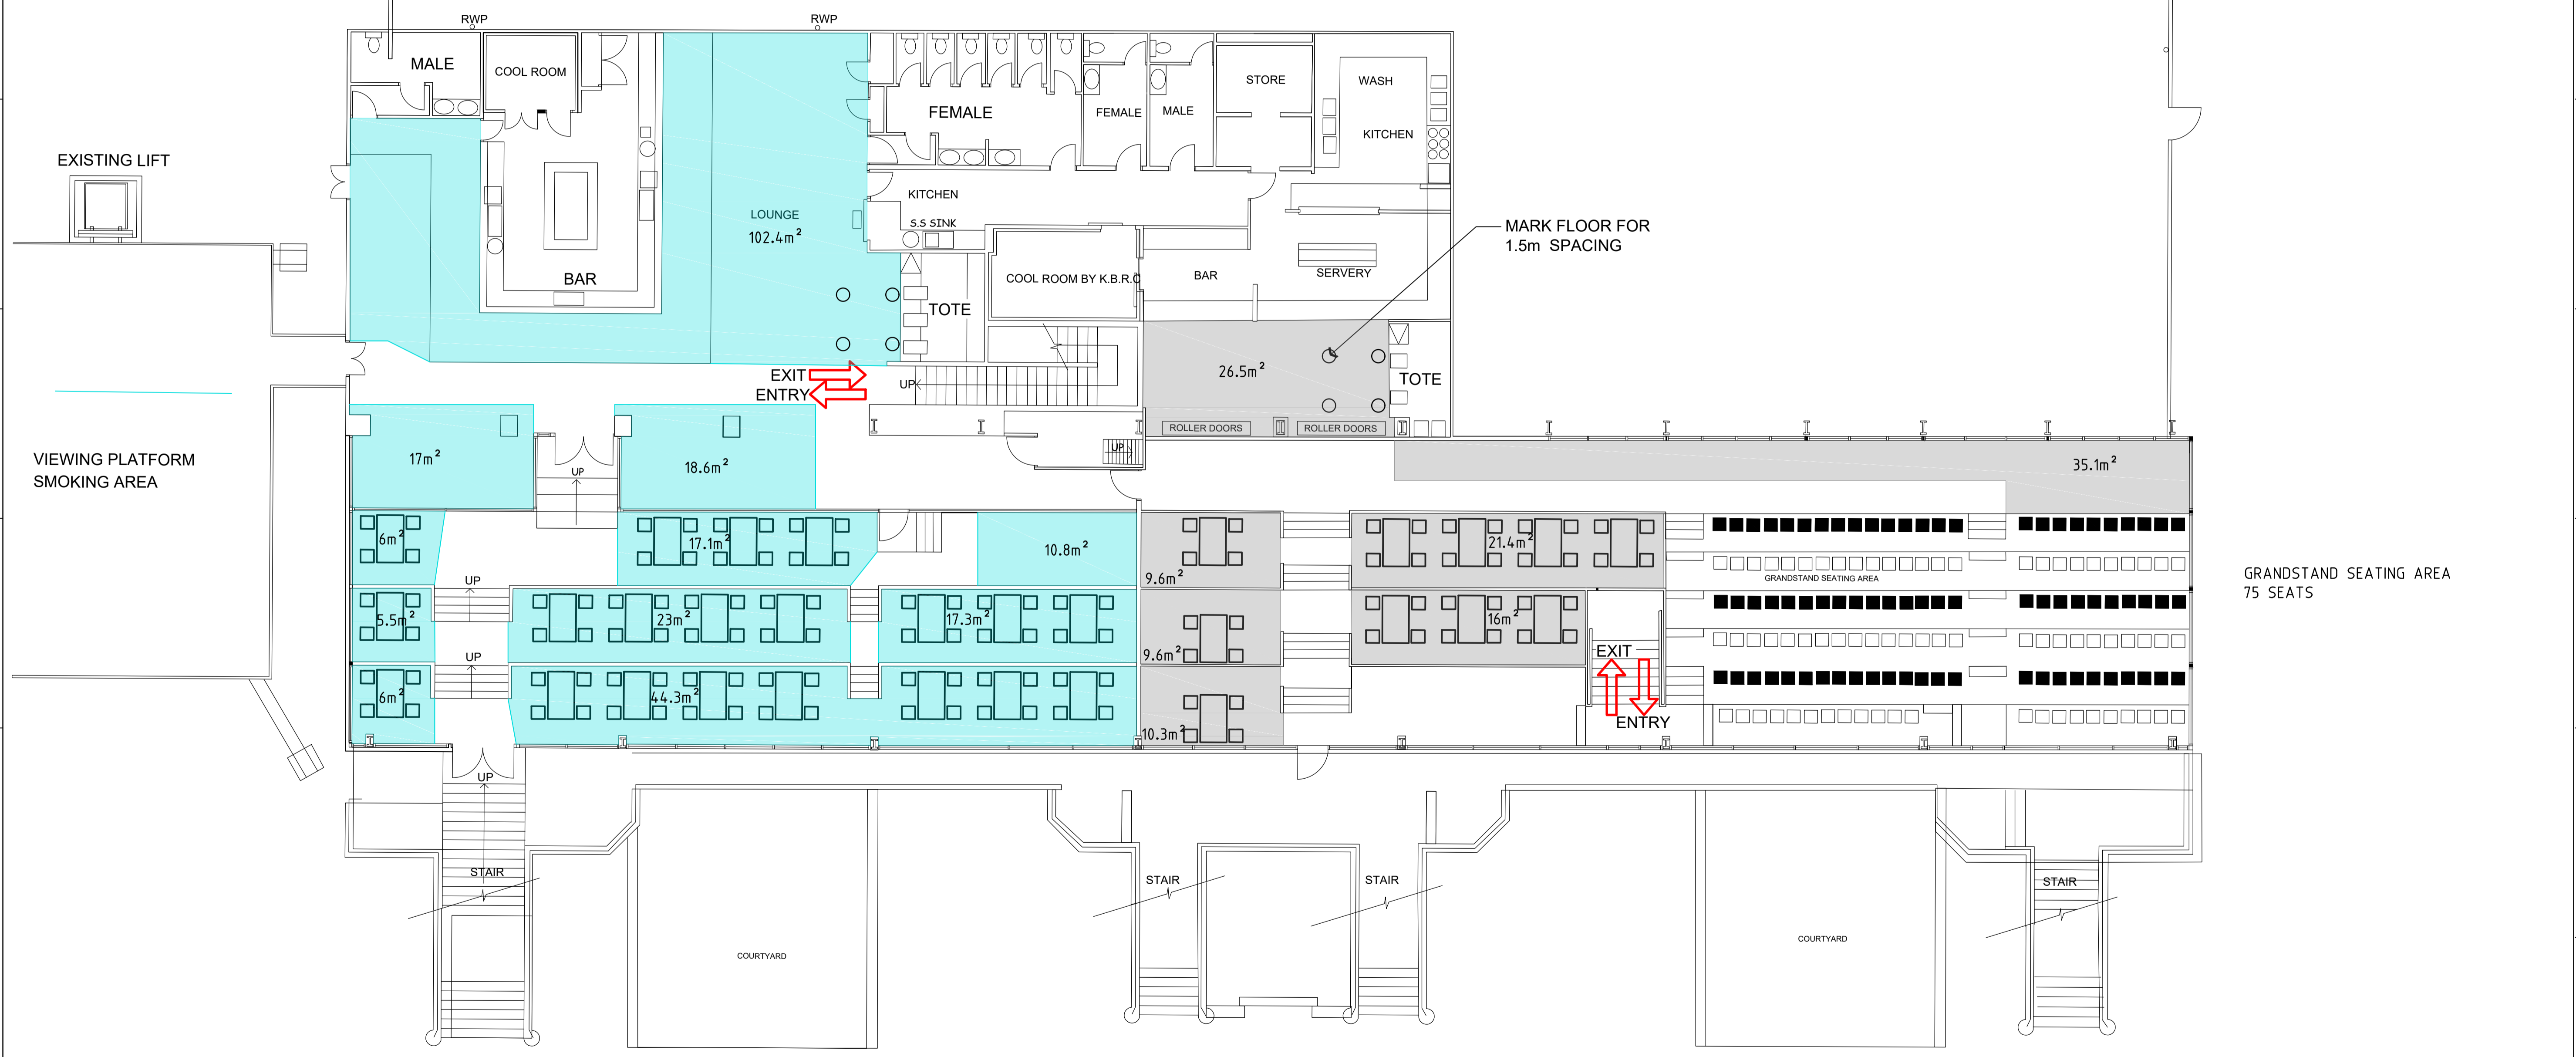 RWP
RWP
MALE
COOL ROOM
FEMALE
FEMALE
MALE
STORE
WASH
KITCHEN
EXISTING LIFT
KITCHEN
S.S SINK
LOUNGE
102.4m²
BAR
COOL ROOM BY K.B.R.C
BAR
SERVERY
MARK FLOOR FOR
1.5m SPACING
TOTE
EXIT
ENTRY
UP
26.5m²
TOTE
ROLLER DOORS
ROLLER DOORS
VIEWING PLATFORM
SMOKING AREA
17m²
UP
18.6m²
UP
35.1m²
6m²
17.1m²
10.8m²
9.6m²
21.4m²
GRANDSTAND SEATING AREA
GRANDSTAND SEATING AREA
75 SEATS
UP
5.5m²
23m²
17.3m²
9.6m²
16m²
UP
EXIT
6m²
44.3m²
10.3m²
ENTRY
UP
STAIR
STAIR
STAIR
STAIR
COURTYARD
COURTYARD